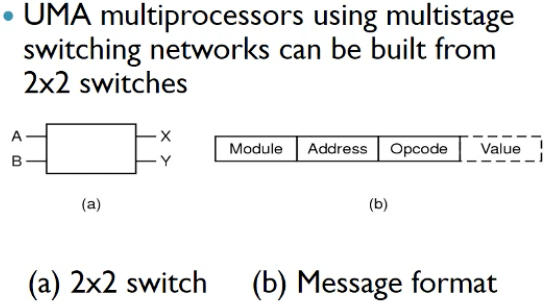 • UMA multiprocessors using multistage
switching networks can be built from
2x2 switches
A X
B Y
Module Address Opcode Value
(a) (b)
(a) 2x2 switch (b) Message format